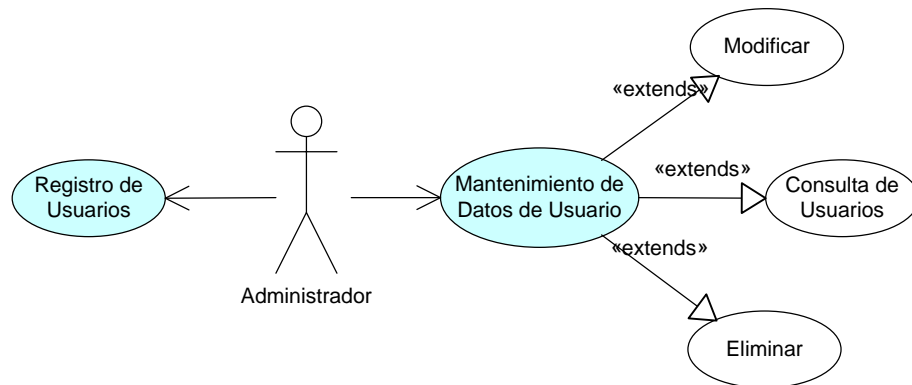 Modificar
«extends»
Registro de
Usuarios
Administrador
Mantenimiento de
Datos de Usuario
«extends»
Consulta de
Usuarios
«extends»
Eliminar